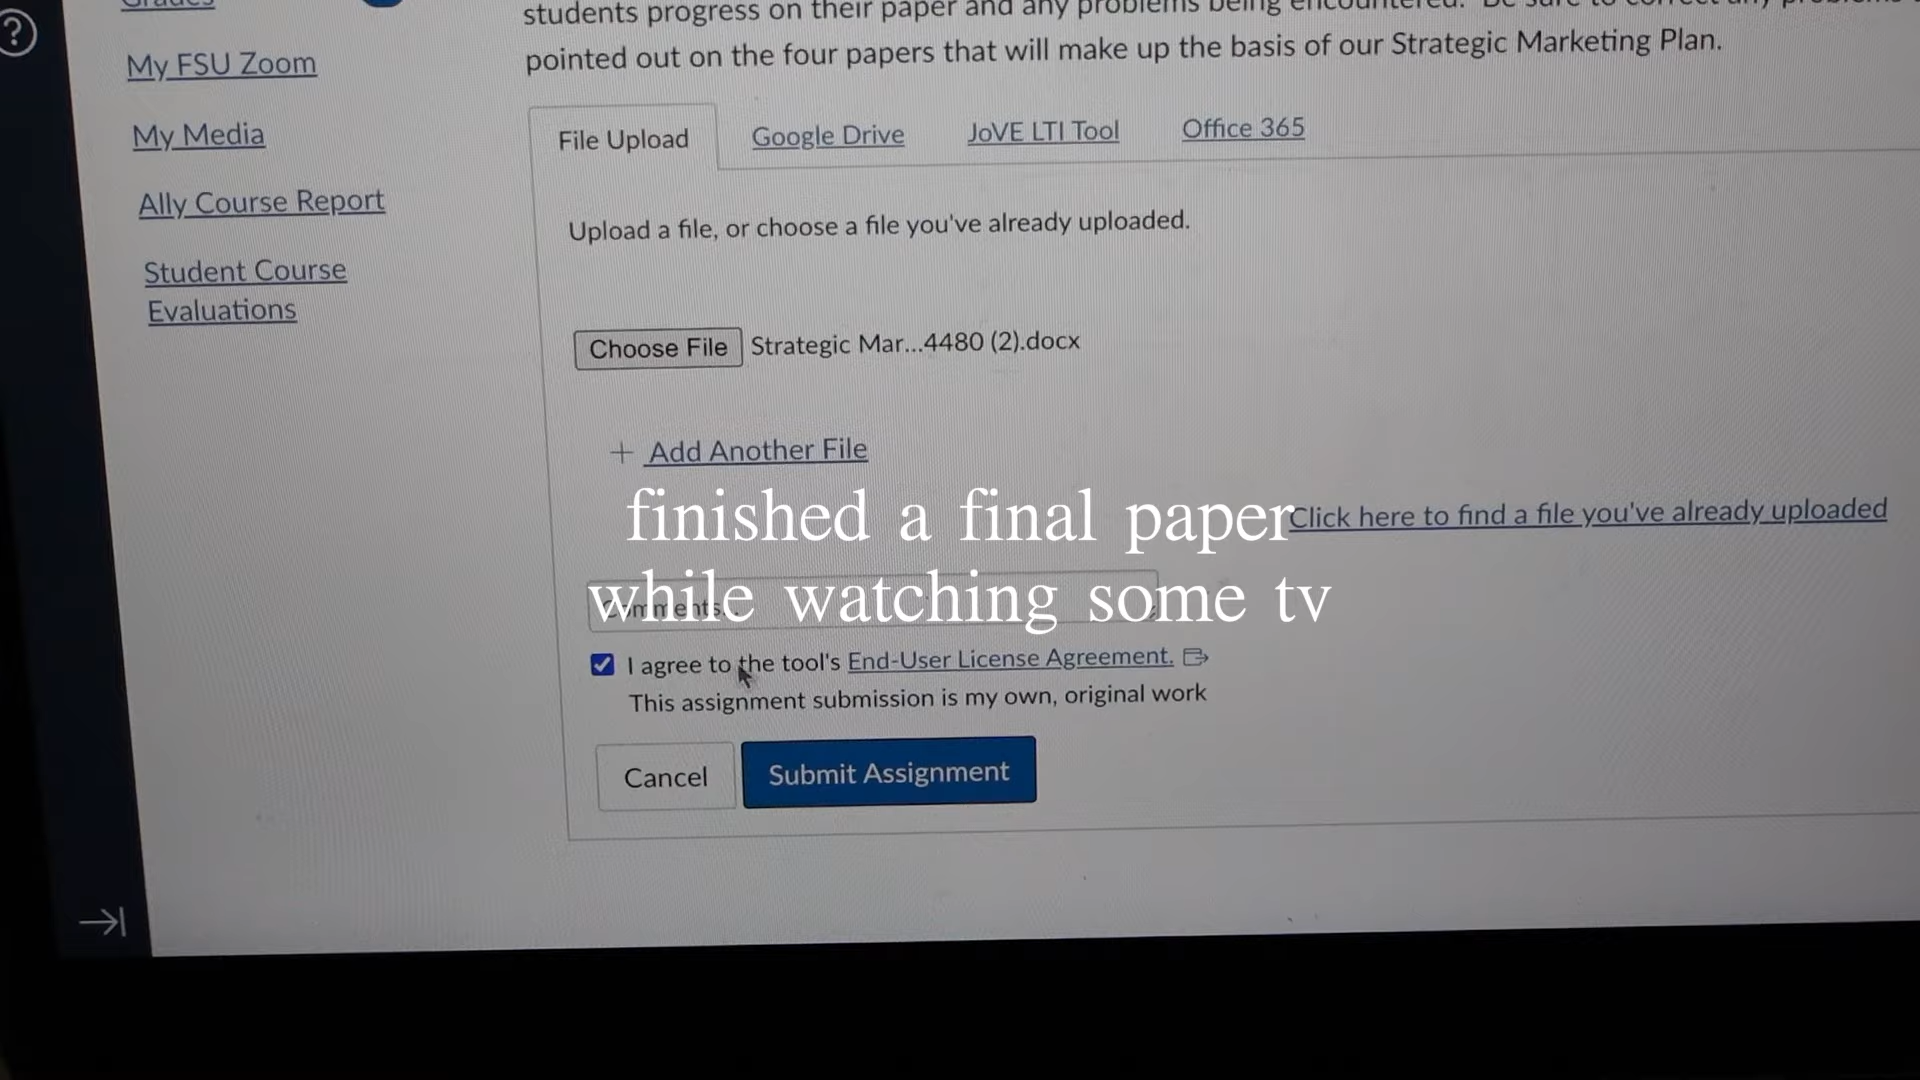 ?
Grades
students progress on their paper and any problems being encountered. Be sure to correct any problems
My FSU Zoom
pointed out on the four papers that will make up the basis of our Strategic Marketing Plan.
My Media
File Upload
Google Drive
JoVE LTI Tool
Office 365
Ally Course Report
Upload a file, or choose a file you've already uploaded.
Student Course
Evaluations
Choose File
Strategic Mar...4480 (2).docx
+ Add Another File
finished a final paper
Click here to find a file you've already uploaded
while watching some tv
Comments...
I agree to the tool's End-User License Agreement.
This assignment submission is my own, original work
Cancel
Submit Assignment